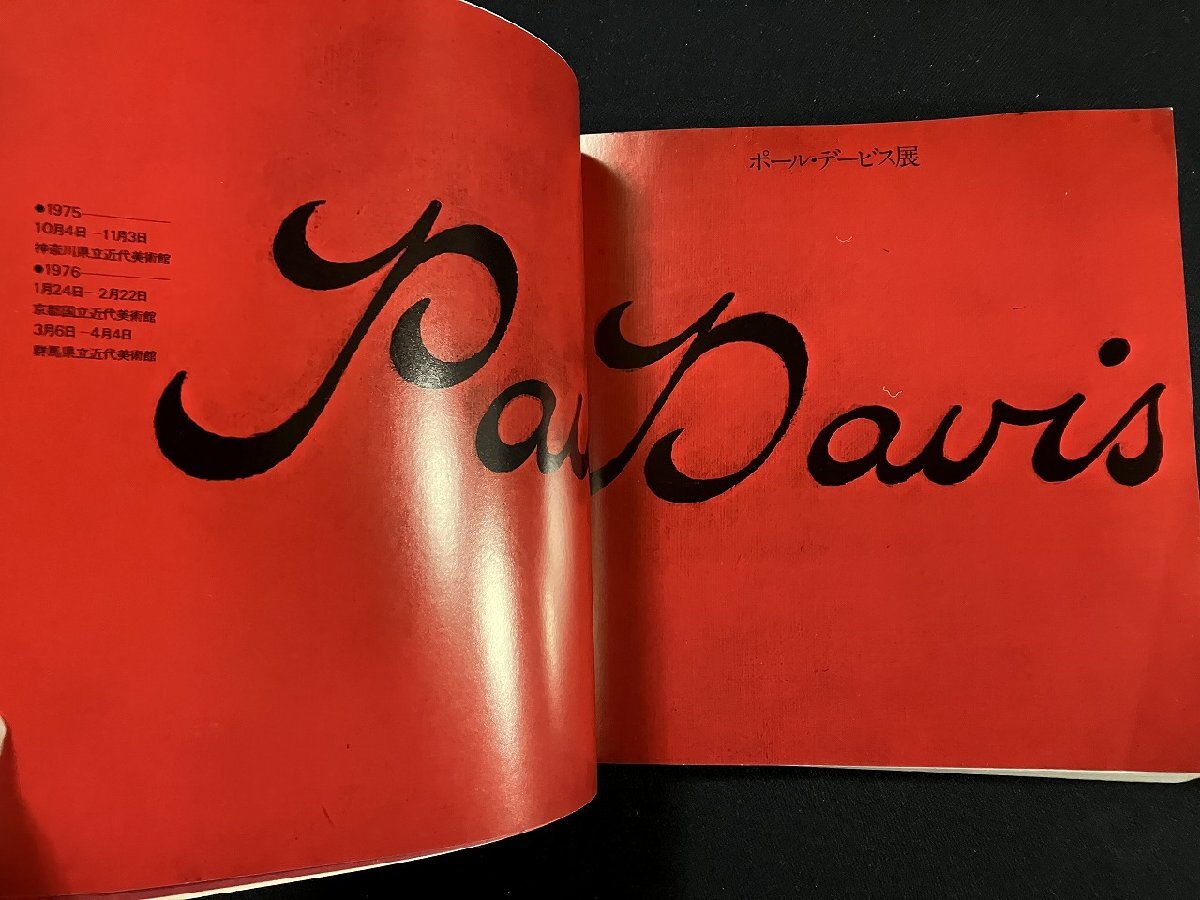 ●1975
10月4日－11月3日
神奈川県立近代美術館
●1976
1月24日－2月22日
京都国立近代美術館
3月6日－4月4日
群馬県立近代美術館
ポール・デービス展
Pau Davis